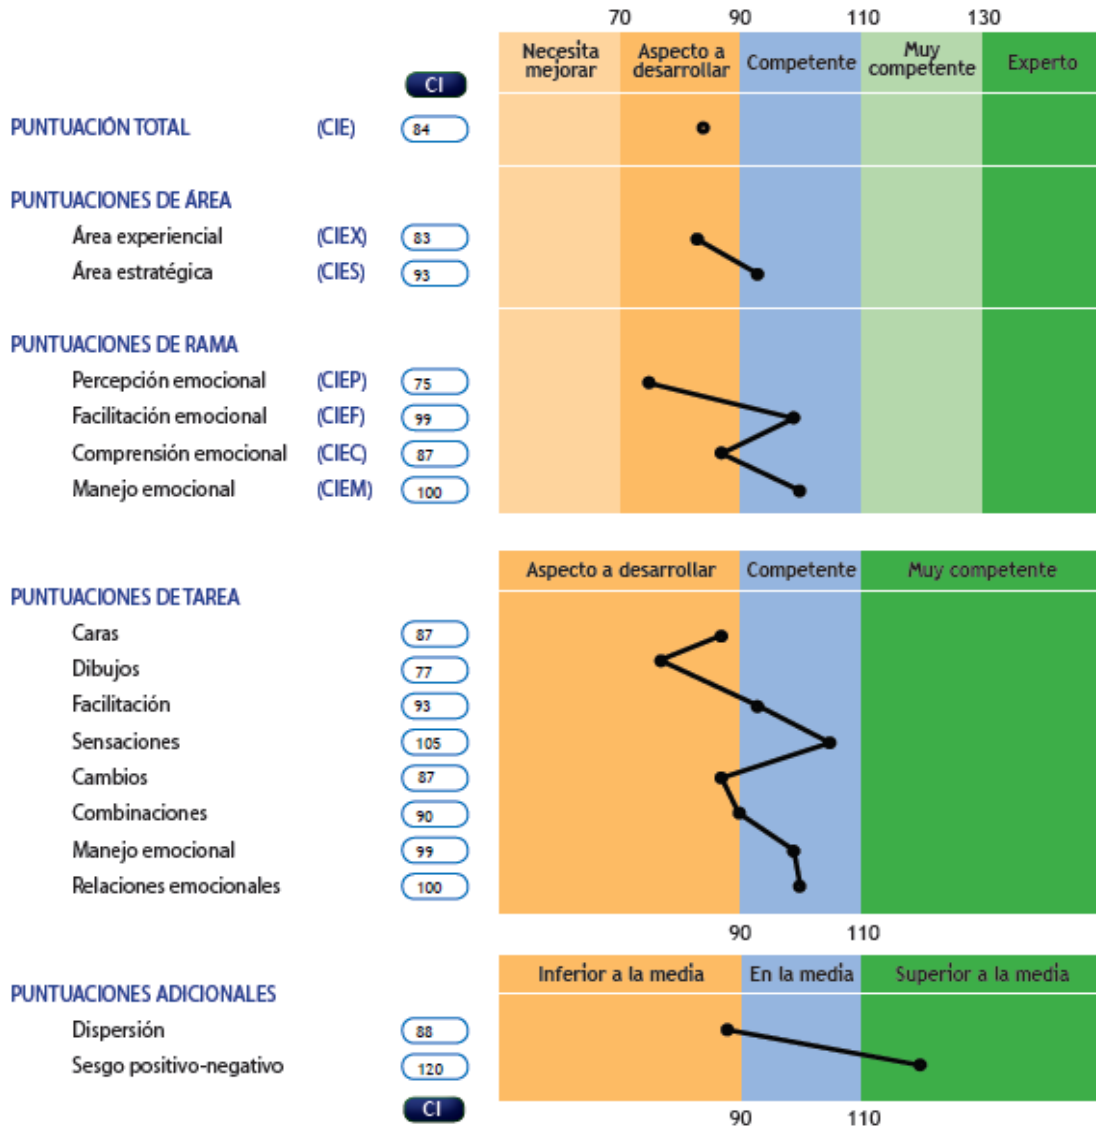 70 90 110 130
Necesita mejorar Aspecto a desarrollar Competente Muy competente Experto
CI
PUNTUACIÓN TOTAL (CIE) 84
PUNTUACIONES DE ÁREA
Área experiencial (CIEX) 83
Área estratégica (CIES) 93
PUNTUACIONES DE RAMA
Percepción emocional (CIEP) 75
Facilitación emocional (CIEF) 99
Comprensión emocional (CIEC) 87
Manejo emocional (CIEM) 100
Aspecto a desarrollar Competente Muy competente
PUNTUACIONES DE TAREA
Caras 87
Dibujos 77
Facilitación 93
Sensaciones 105
Cambios 87
Combinaciones 90
Manejo emocional 99
Relaciones emocionales 100
90 110
Inferior a la media En la media Superior a la media
PUNTUACIONES ADICIONALES
Dispersión 88
Sesgo positivo-negativo 120
CI
90 110